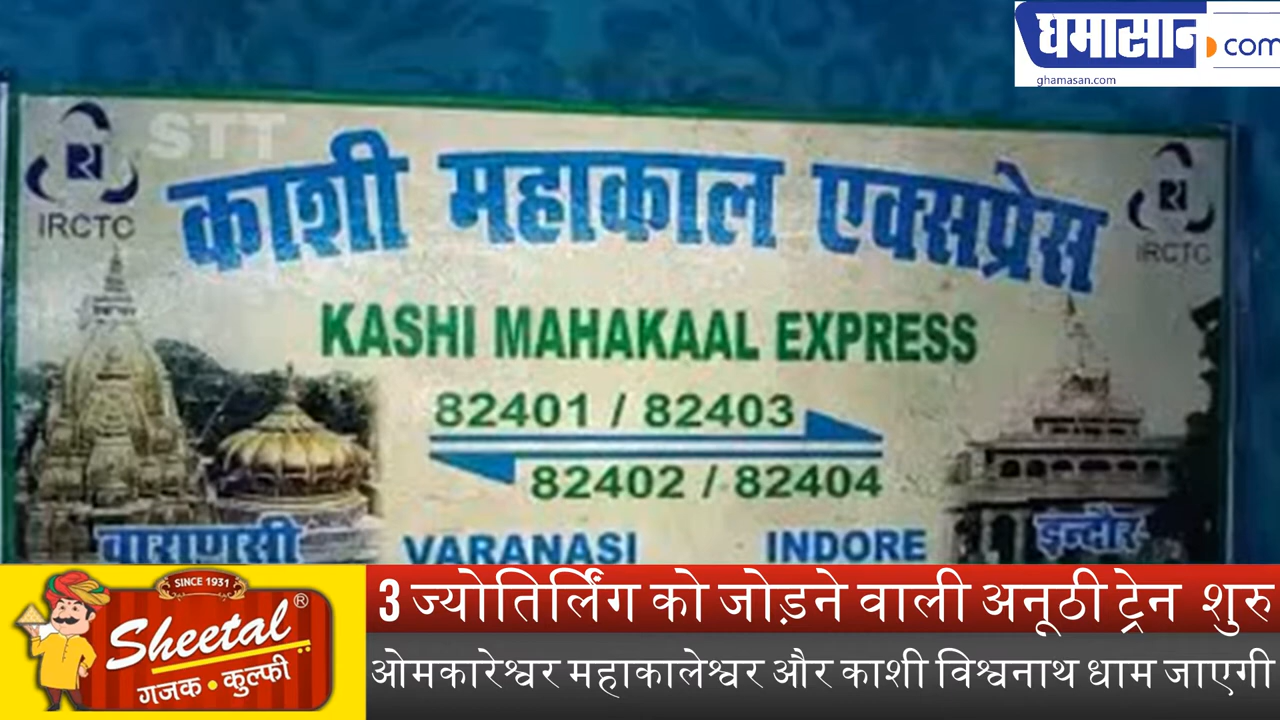 घमासान.com
ghamasan.com
STT
IRCTC
IRCTC
काशी महाकाल एक्सप्रेस
KASHI MAHAKAAL EXPRESS
82401 / 82403
82402 / 82404
वाराणसी VARANASI INDORE इन्दौर
SINCE 1931
Sheetal®
गजक • कुल्फी
3 ज्योतिर्लिंग को जोड़ने वाली अनूठी ट्रेन शुरु
ओमकारेश्वर महाकालेश्वर और काशी विश्वनाथ धाम जाएगी